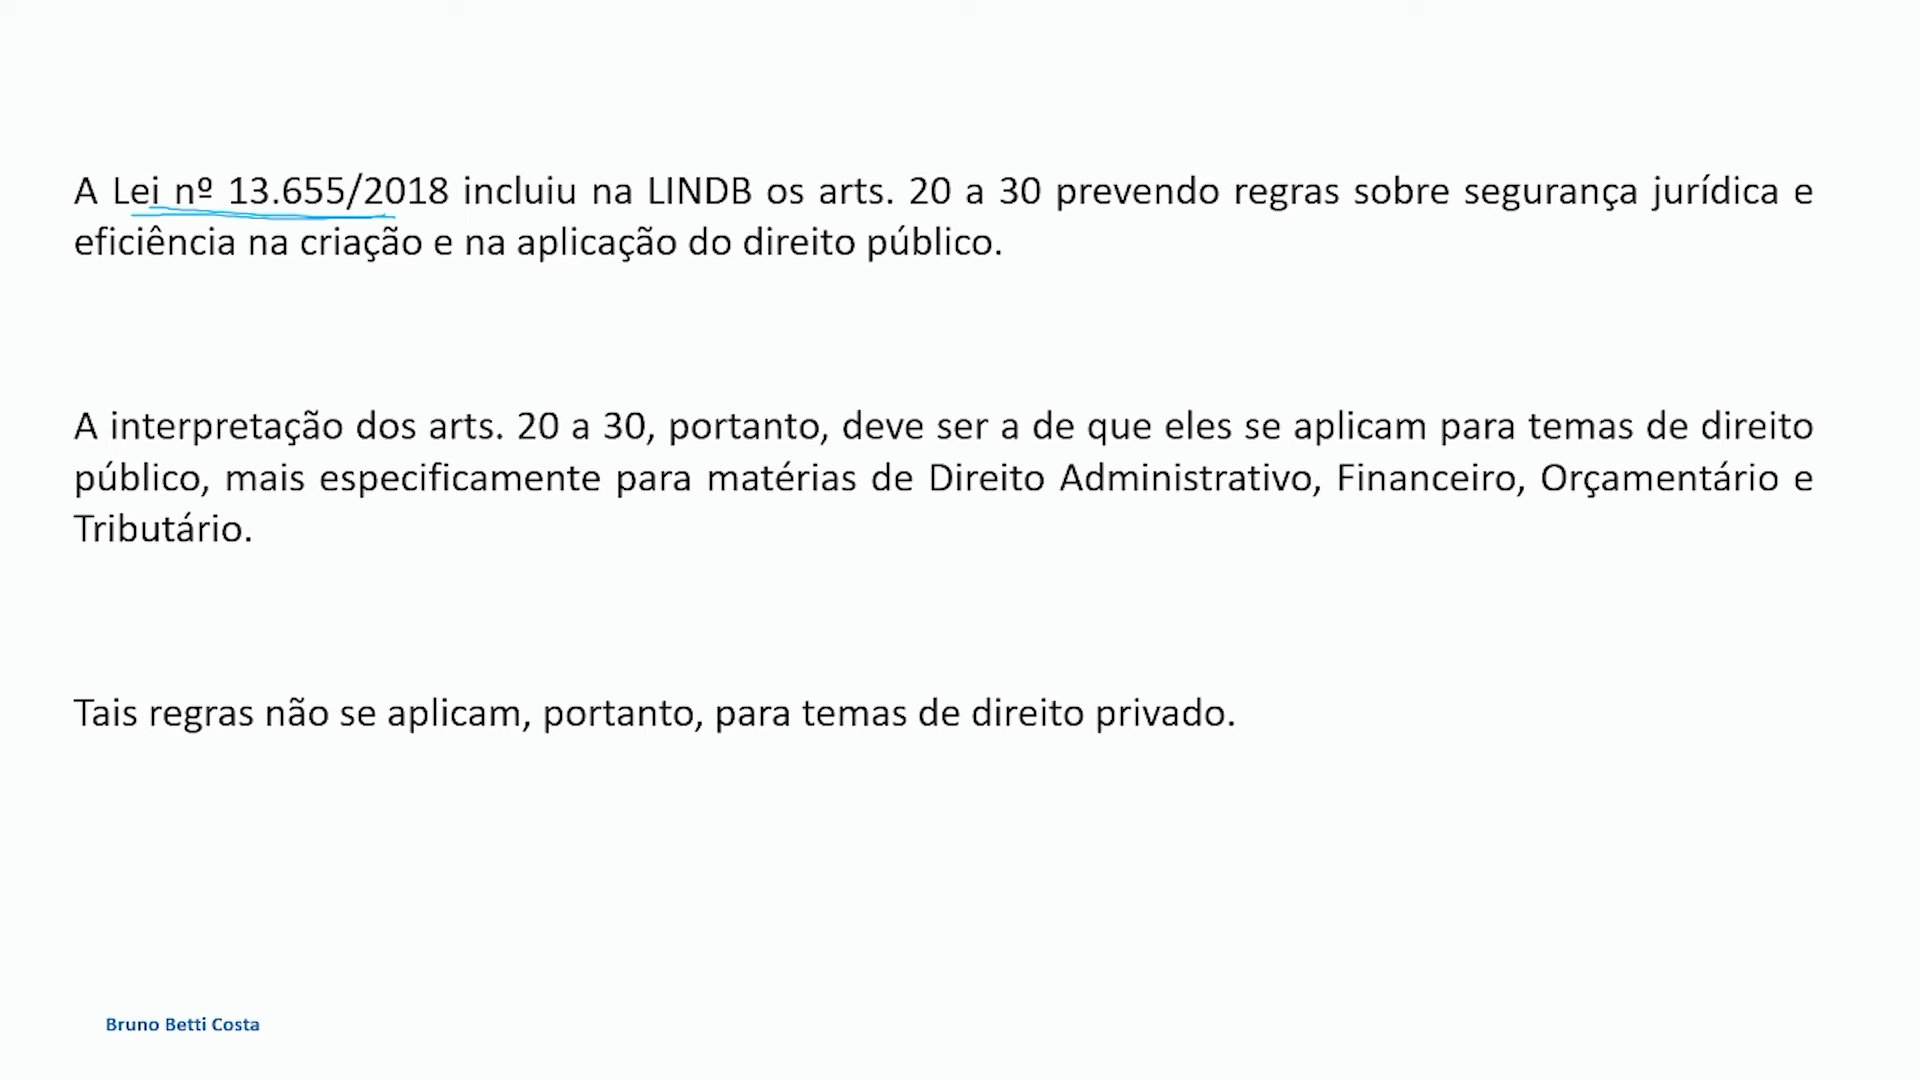 A Lei nº 13.655/2018 incluiu na LINDB os arts. 20 a 30 prevendo regras sobre segurança jurídica e
eficiência na criação e na aplicação do direito público.
A interpretação dos arts. 20 a 30, portanto, deve ser a de que eles se aplicam para temas de direito
público, mais especificamente para matérias de Direito Administrativo, Financeiro, Orçamentário e
Tributário.
Tais regras não se aplicam, portanto, para temas de direito privado.
Bruno Betti Costa